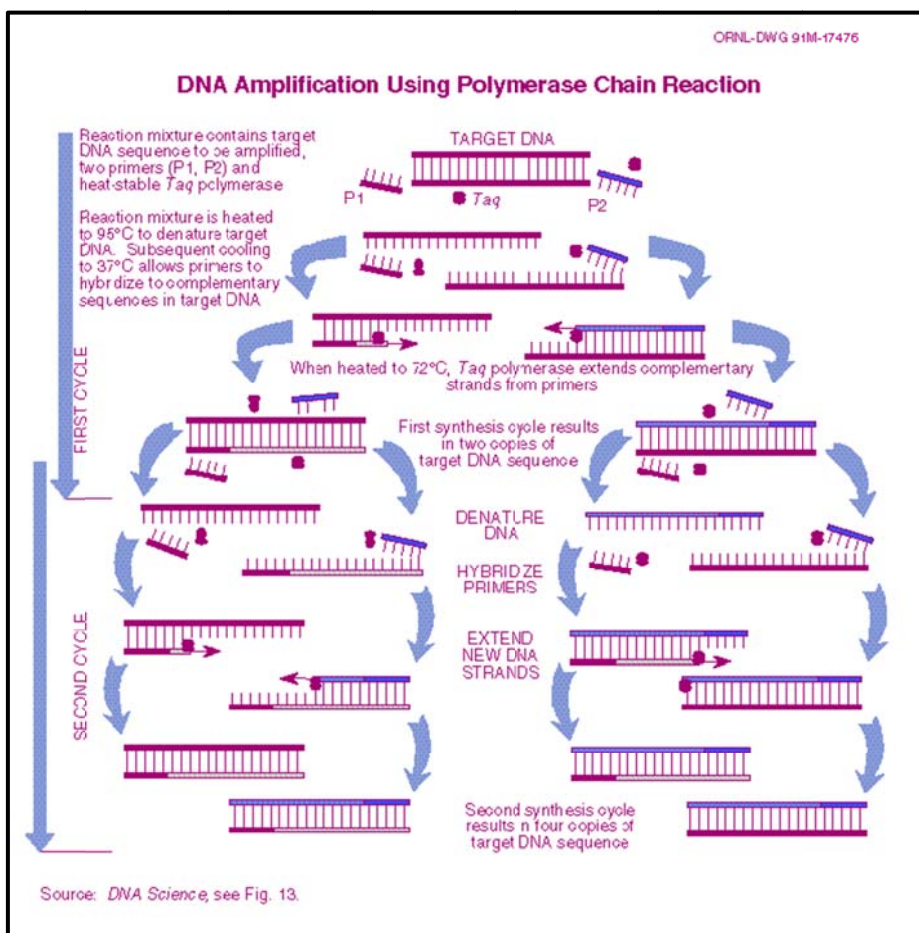 ORNL-DWG 91M-17476
DNA Amplification Using Polymerase Chain Reaction
Reaction mixture contains target
DNA sequence to be amplified,
two primers (P1, P2) and
heat-stable Taq polymerase
TARGET DNA
P1
Taq
P2
Reaction mixture is heated
to 95°C to denature target
DNA. Subsequent cooling
to 37°C allows primers to
hybridize to complementary
sequences in target DNA
When heated to 72°C, Taq polymerase extends complementary
strands from primers
FIRST CYCLE
First synthesis cycle results
in two copies of
target DNA sequence
DENATURE
DNA
HYBRIDZE
PRIMERS
EXTEND
NEW DNA
STRANDS
SECOND CYCLE
Second synthesis cycle
results n four copies of
target DNA sequence
Source: DNA Science, see Fig. 13.